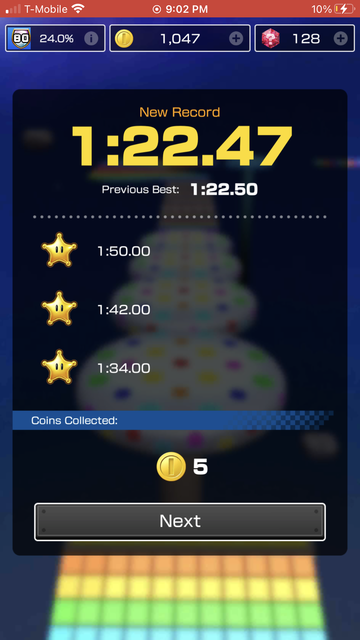 T-Mobile 9:02 PM 10%
80 24.0% i 1,047 + 128 +
New Record
1:22.47
Previous Best: 1:22.50
1:50.00
1:42.00
1:34.00
Coins Collected:
5
Next